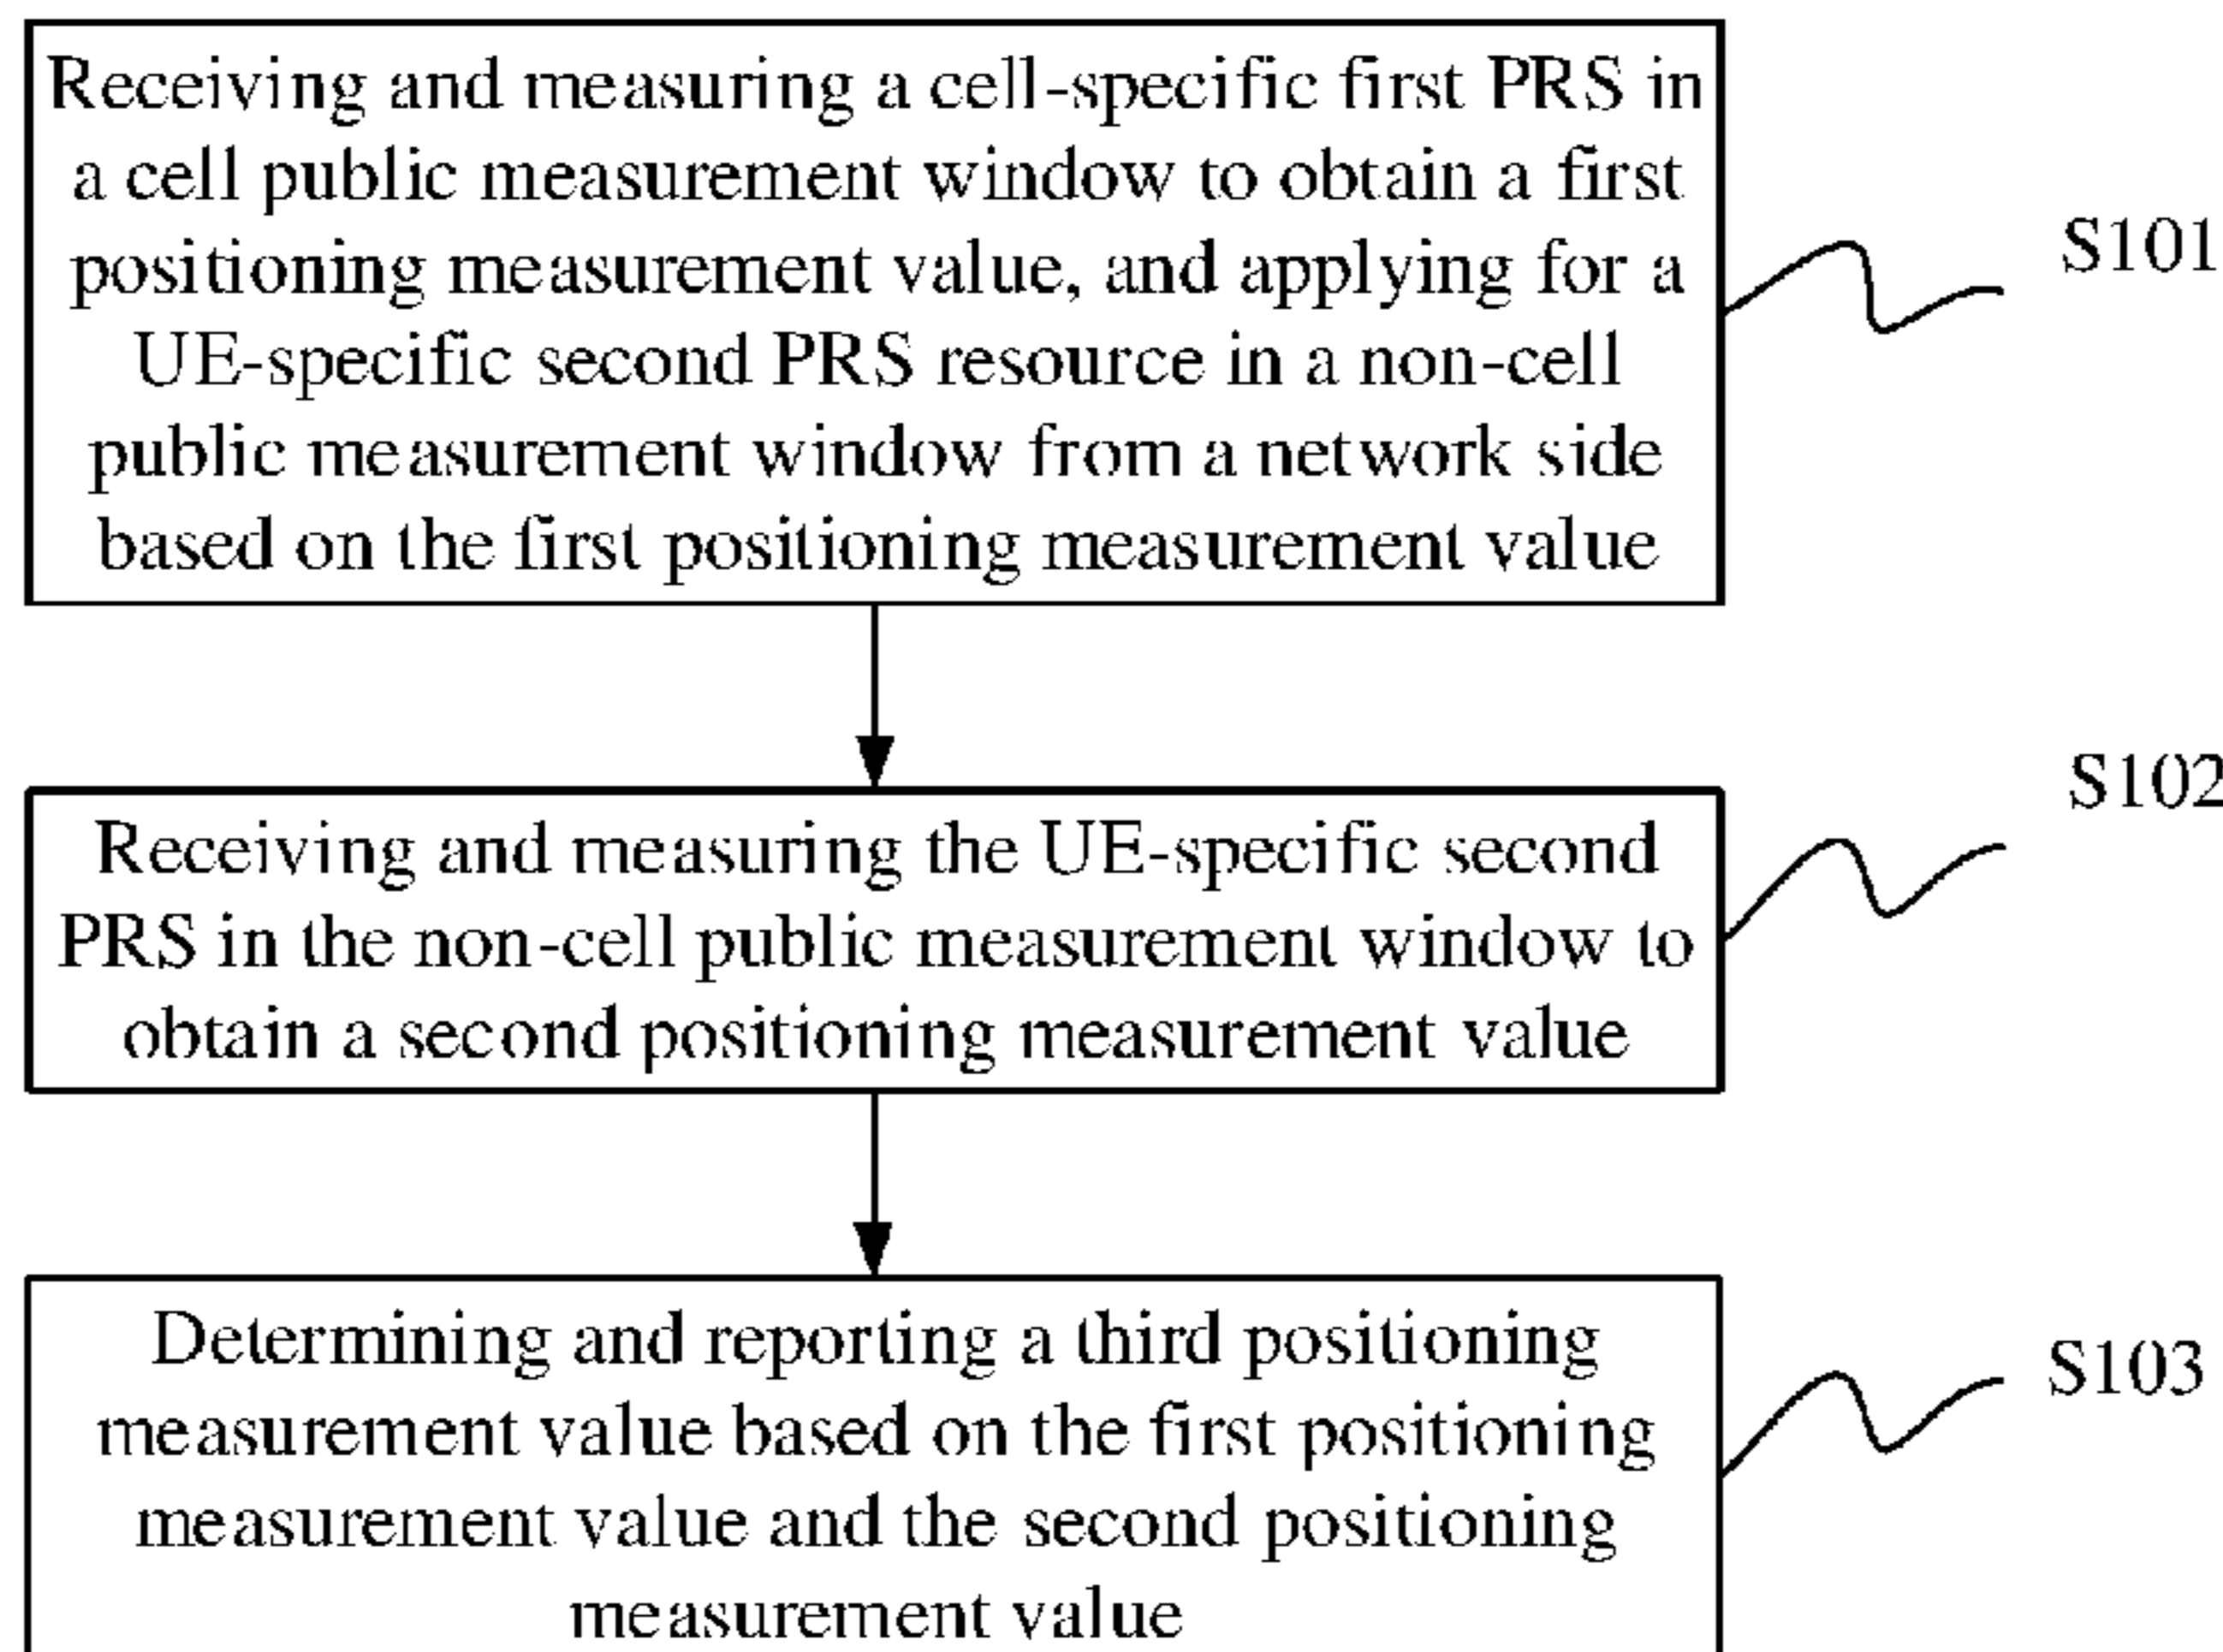 Receiving and measuring a cell-specific first PRS in
a cell public measurement window to obtain a first
positioning measurement value, and applying for a
UE-specific second PRS resource in a non-cell
public measurement window from a network side
based on the first positioning measurement value
S101
Receiving and measuring the UE-specific second
PRS in the non-cell public measurement window to
obtain a second positioning measurement value
S102
Determining and reporting a third positioning
measurement value based on the first positioning
measurement value and the second positioning
measurement value
S103